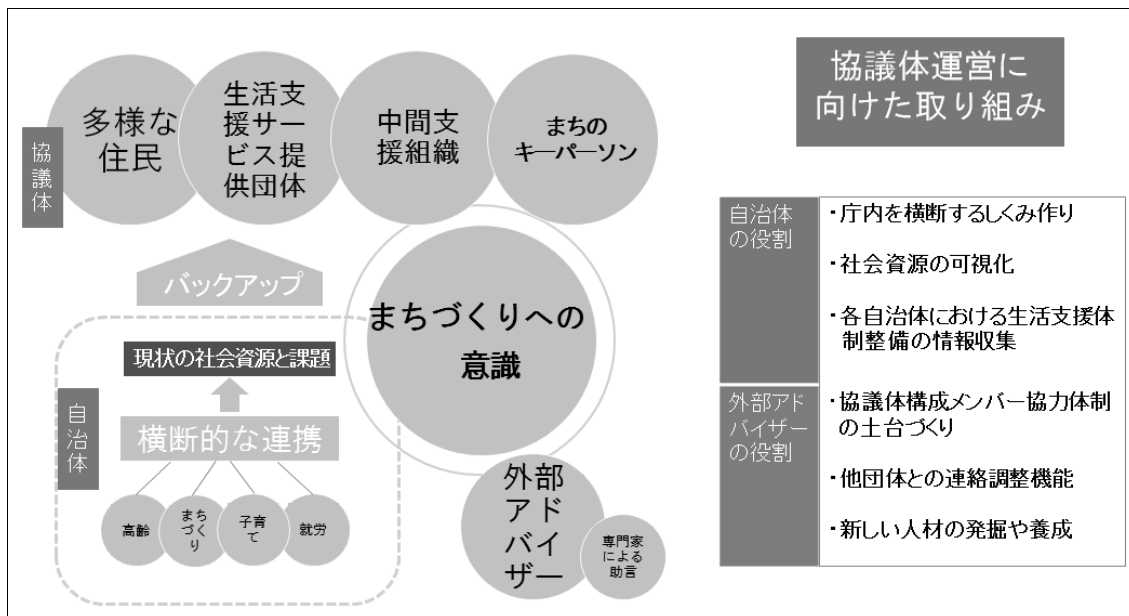 協議体
多様な
住民
生活支
援サー
ビス提
供団体
中間支
援組織
まちの
キーパーソン
バックアップ
まちづくりへの
意識
自治体
現状の社会資源と課題
横断的な連携
高齢
まち
づく
り
子育
て
就労
外部
アド
バイ
ザー
専門家
による
助言
協議体運営に
向けた取り組み
自治体
の役割
・庁内を横断するしくみ作り
・社会資源の可視化
・各自治体における生活支援体
制整備の情報収集
外部アド
バイザー
の役割
・協議体構成メンバー協力体制
の土台づくり
・他団体との連絡調整機能
・新しい人材の発掘や養成